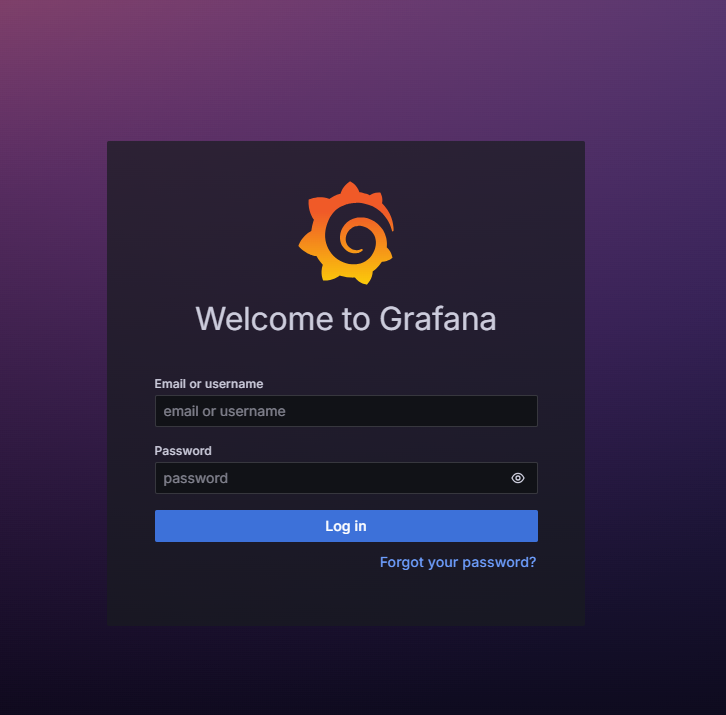 Welcome to Grafana
Email or username
email or username
Password
password
Log in
Forgot your password?